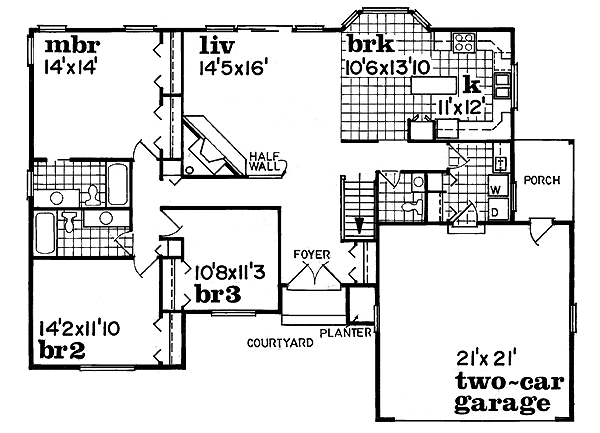 mbr
14'x14'
liv
14'5x16'
brk
10'6x13'10
k
11'x12'
HALF
WALL
W
D
PORCH
FOYER
10'8x11'3
br3
14'2x11'10
br2
COURTYARD
PLANTER
21'x 21'
two~car
garage